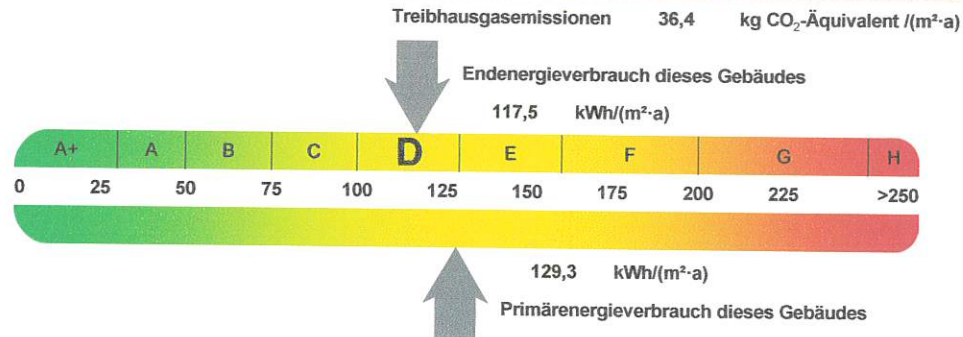 Treibhausgasemissionen 36,4 kg CO₂-Äquivalent /(m²·a)
Endenergieverbrauch dieses Gebäudes
117,5 kWh/(m²·a)
A+ A B C D E F G H
0 25 50 75 100 125 150 175 200 225 >250
129,3 kWh/(m²·a)
Primärenergieverbrauch dieses Gebäudes